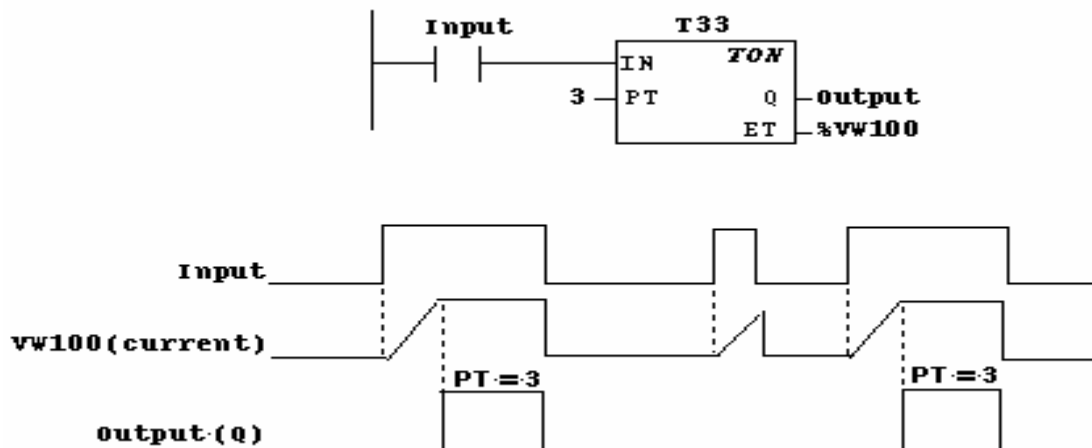 Input
T33
IN TON
3 PT Q Output
ET %VW100
Input
VW100(current)
PT = 3 PT = 3
Output (Q)